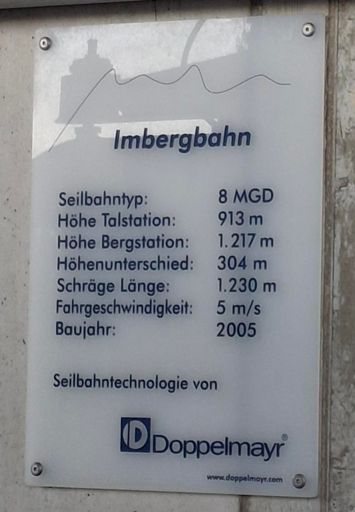 Imbergbahn
Seilbahntyp: 8 MGD
Höhe Talstation: 913 m
Höhe Bergstation: 1.217 m
Höhenunterschied: 304 m
Schräge Länge: 1.230 m
Fahrgeschwindigkeit: 5 m/s
Baujahr: 2005
Seilbahntechnologie von
Doppelmayr®
www.doppelmayr.com